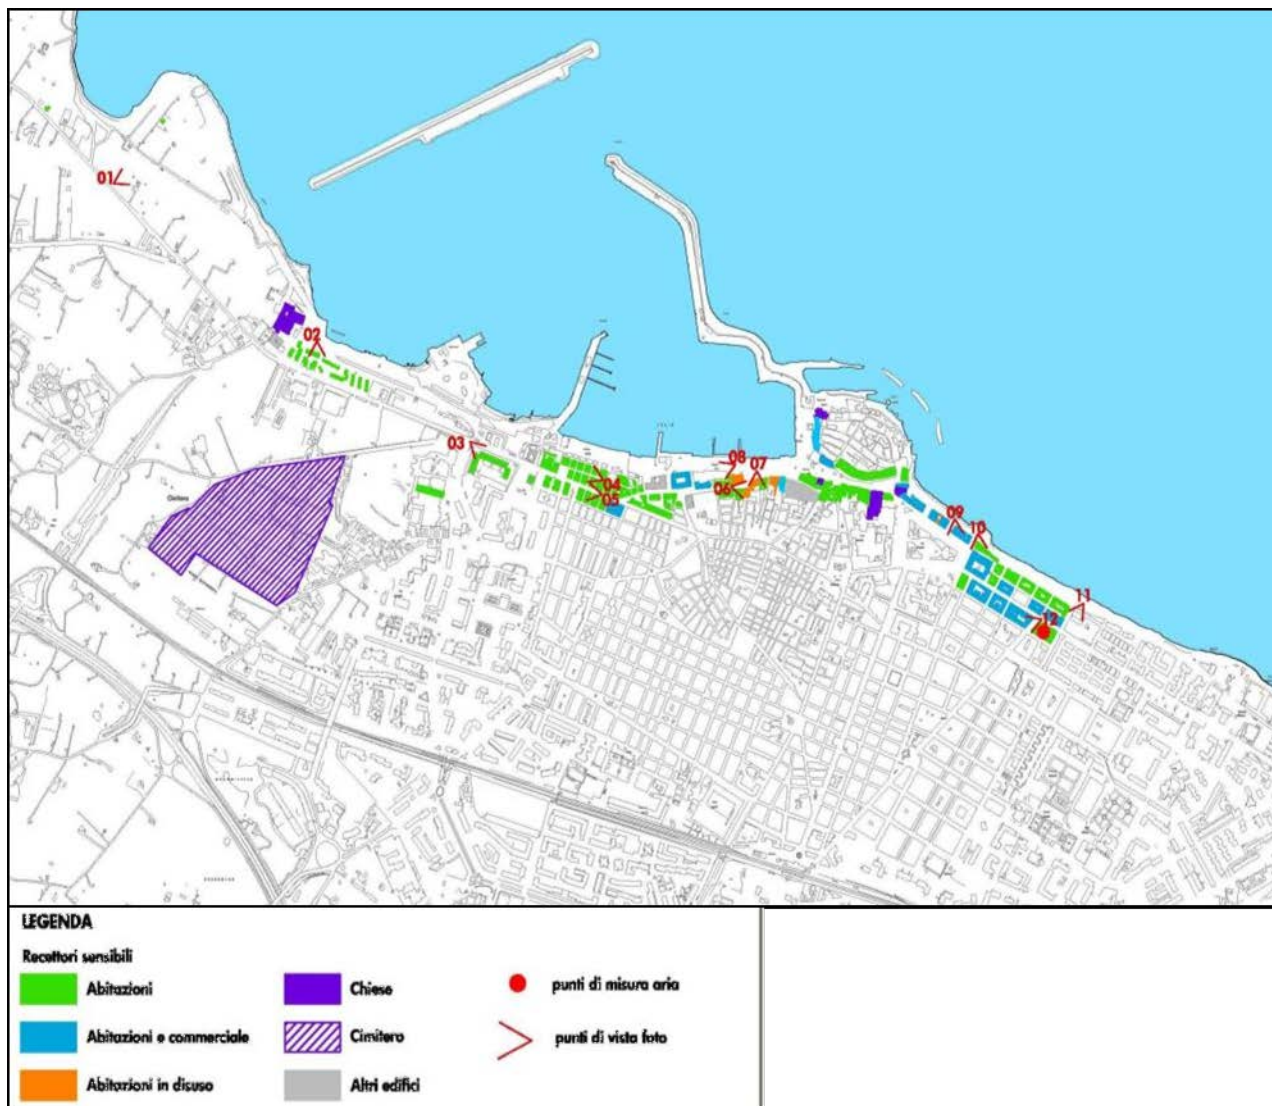 01
02
03
04
05
06
07
08
09
10
11
12
Cimitero
LEGENDA
Recettori sensibili
Abitazioni
Abitazioni e commerciale
Abitazioni in disuso
Chiese
Cimitero
Altri edifici
punti di misura aria
punti di vista foto